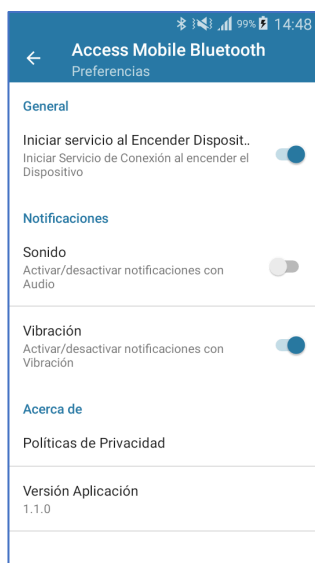 99% 14:48
Access Mobile Bluetooth
Preferencias
General
Iniciar servicio al Encender Disposit..
Iniciar Servicio de Conexión al encender el
Dispositivo
Notificaciones
Sonido
Activar/desactivar notificaciones con
Audio
Vibración
Activar/desactivar notificaciones con
Vibración
Acerca de
Políticas de Privacidad
Versión Aplicación
1.1.0